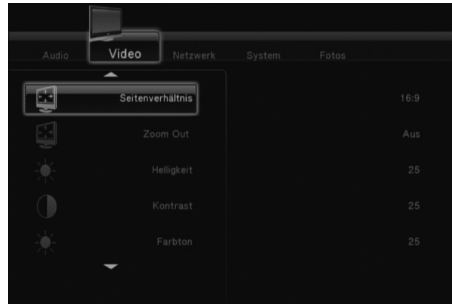 Audio Video Netzwerk System Fotos
Seitenverhältnis 16:9
Zoom Out Aus
Helligkeit 25
Kontrast 25
Farbton 25